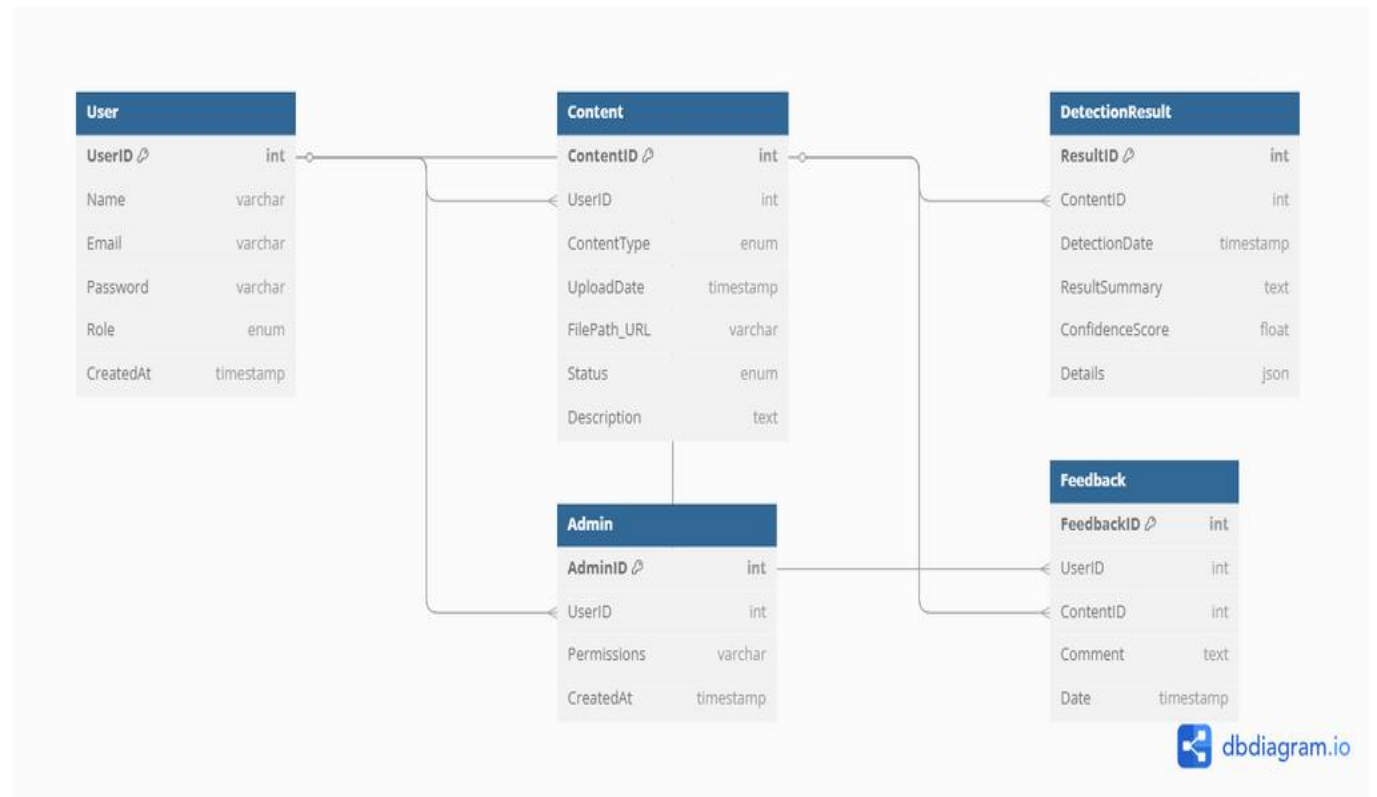 User
UserID int
Name varchar
Email varchar
Password varchar
Role enum
CreatedAt timestamp
Content
ContentID int
UserID int
ContentType enum
UploadDate timestamp
FilePath_URL varchar
Status enum
Description text
DetectionResult
ResultID int
ContentID int
DetectionDate timestamp
ResultSummary text
ConfidenceScore float
Details json
Admin
AdminID int
UserID int
Permissions varchar
CreatedAt timestamp
Feedback
FeedbackID int
UserID int
ContentID int
Comment text
Date timestamp
dbdiagram.io